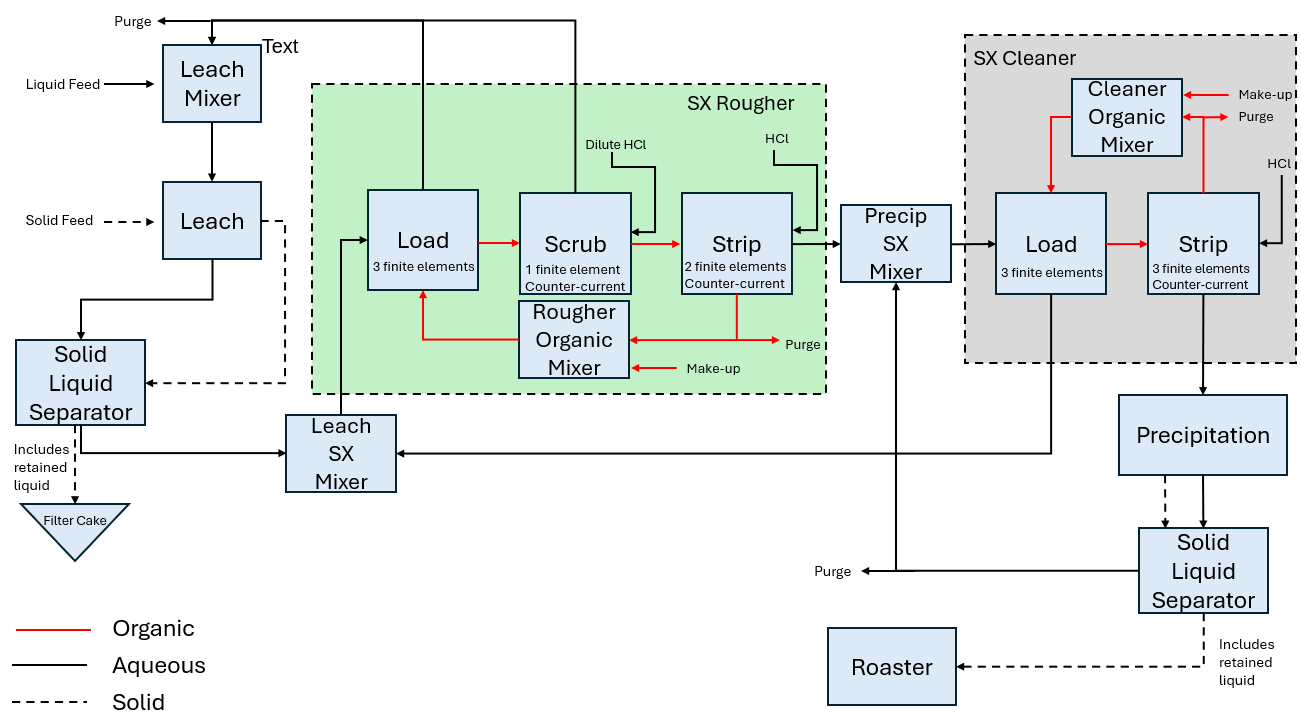 Purge
Text
Leach
Mixer
Liquid Feed
Leach
Solid Feed
Solid
Liquid
Separator
Includes
retained
liquid
Filter Cake
Leach
SX
Mixer
SX Rougher
Dilute HCl
HCl
Load
3 finite elements
Scrub
1 finite element
Counter-current
Strip
2 finite elements
Counter-current
Rougher
Organic
Mixer
Purge
Make-up
Precip
SX
Mixer
SX Cleaner
Cleaner
Organic
Mixer
Make-up
Purge
HCl
Load
3 finite elements
Strip
3 finite elements
Counter-current
Precipitation
Solid
Liquid
Separator
Purge
Includes
retained
liquid
Roaster
Organic
Aqueous
Solid